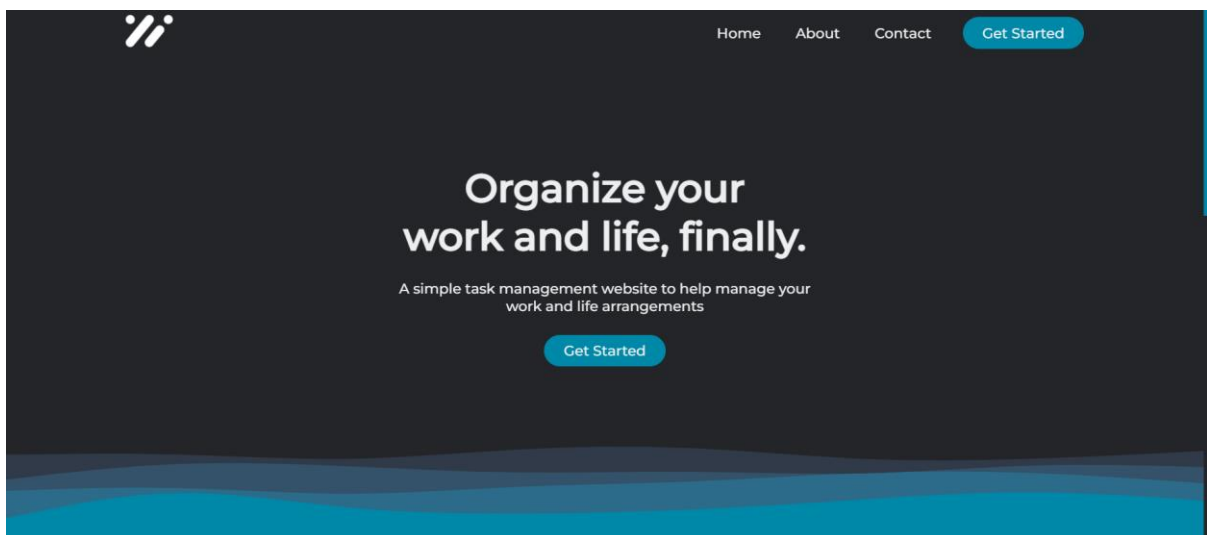 Home About Contact Get Started
Organize your
work and life, finally.
A simple task management website to help manage your
work and life arrangements
Get Started